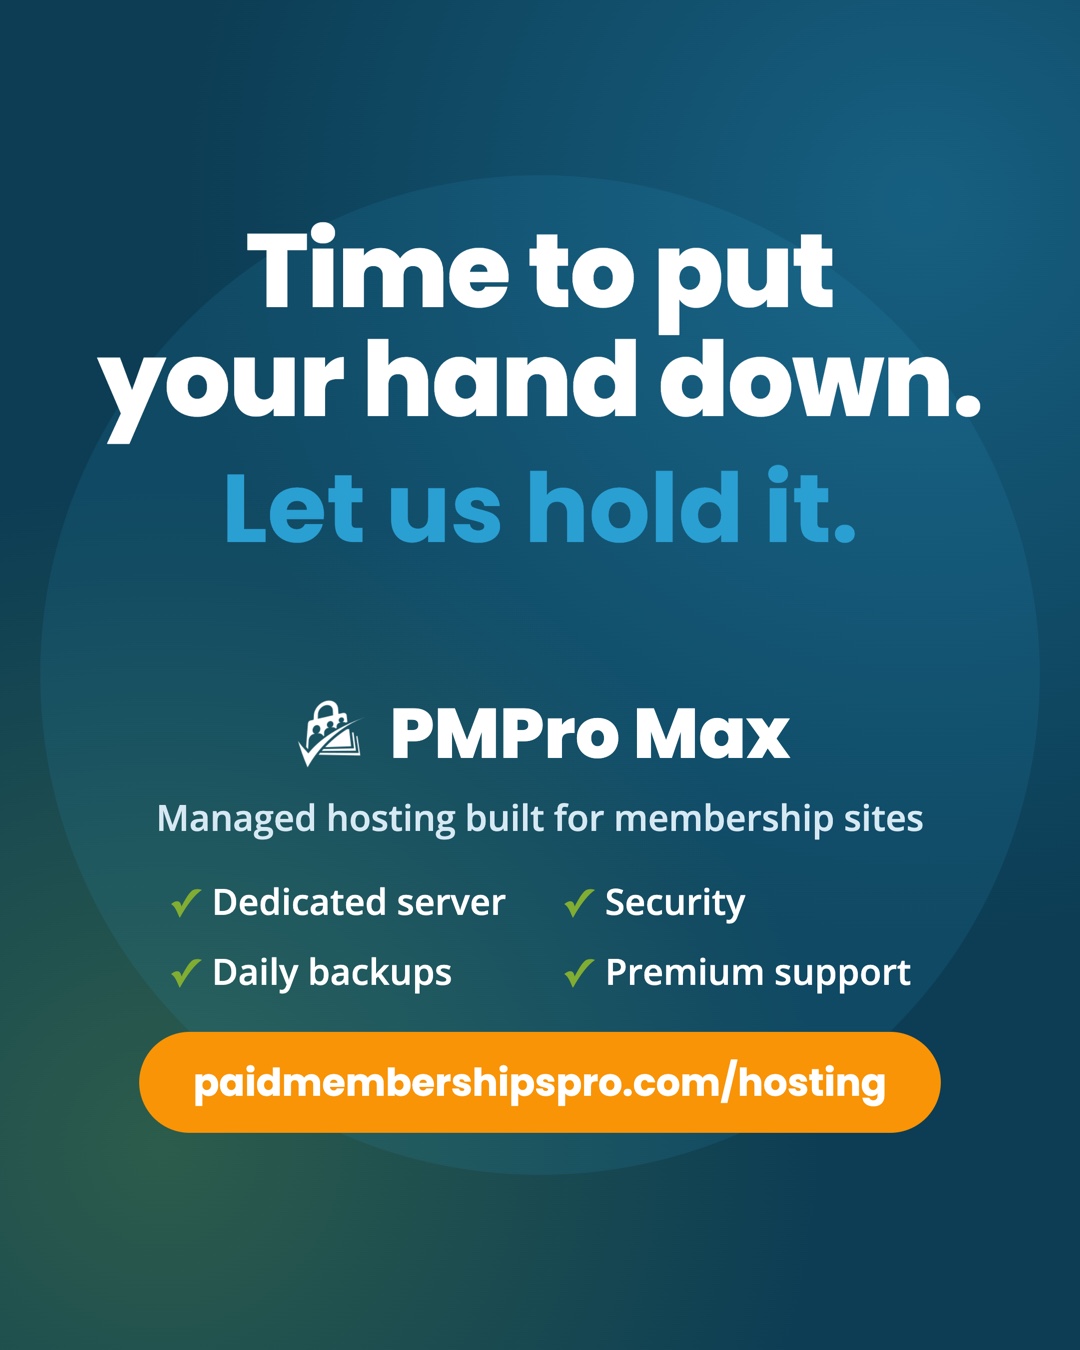 Time to put
your hand down.
Let us hold it.
PMPro Max
Managed hosting built for membership sites
✓ Dedicated server
✓ Security
✓ Daily backups
✓ Premium support
paidmembershipspro.com/hosting